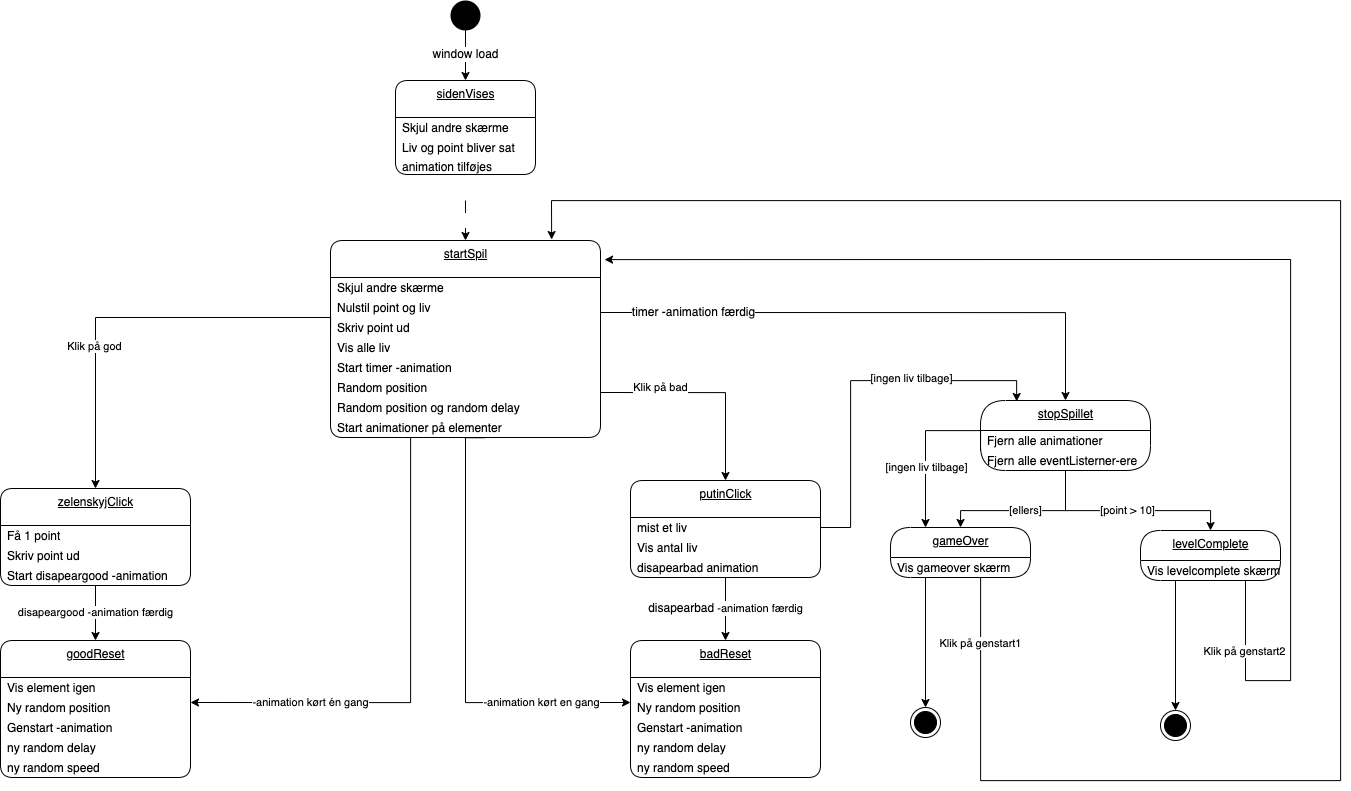 window load
sidenVises
Skjul andre skærme
Liv og point bliver sat
animation tilføjes
startSpil
Skjul andre skærme
Nulstil point og liv
Skriv point ud
Vis alle liv
Start timer -animation
Random position
Random position og random delay
Start animationer på elementer
Klik på god
timer -animation færdig
Klik på bad
[ingen liv tilbage]
stopSpillet
Fjern alle animationer
Fjern alle eventListerner-ere
[ingen liv tilbage]
[ellers]
[point > 10]
zelenskyjClick
Få 1 point
Skriv point ud
Start disapeargood -animation
putinClick
mist et liv
Vis antal liv
disapearbad animation
gameOver
Vis gameover skærm
levelComplete
Vis levelcomplete skærm
disapeargood -animation færdig
disapearbad -animation færdig
Klik på genstart1
Klik på genstart2
goodReset
Vis element igen
Ny random position
Genstart -animation
ny random delay
ny random speed
-animation kørt én gang
-animation kørt en gang
badReset
Vis element igen
Ny random position
Genstart -animation
ny random delay
ny random speed